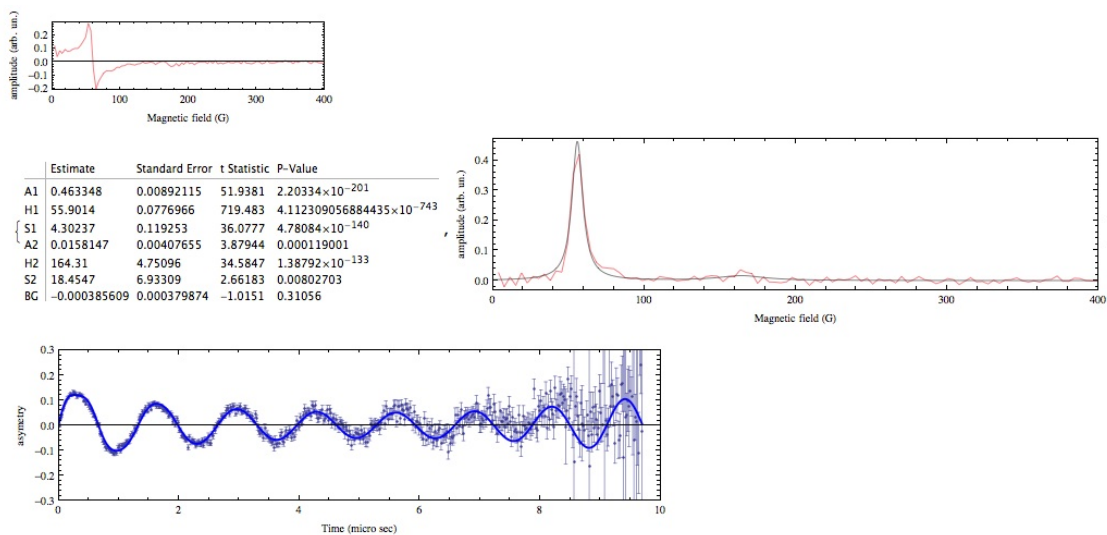 amplitude (arb. un.)
0.2
0.1
0.0
−0.1
−0.2
0 100 200 300 400
Magnetic field (G)
Estimate Standard Error t Statistic P-Value
A1 0.463348 0.00892115 51.9381 2.20334×10^−201
H1 55.9014 0.0776966 719.483 4.112309056884435×10^−743
{ S1 4.30237 0.119253 36.0777 4.78084×10^−140 ,
A2 0.0158147 0.00407655 3.87944 0.000119001
H2 164.31 4.75096 34.5847 1.38792×10^−133
S2 18.4547 6.93309 2.66183 0.00802703
BG −0.000385609 0.000379874 −1.0151 0.31056
amplitude (arb. un.)
0.4
0.3
0.2
0.1
0.0
0 100 200 300 400
Magnetic field (G)
asymetry
0.3
0.2
0.1
0.0
−0.1
−0.2
−0.3
0 2 4 6 8 10
Time (micro sec)